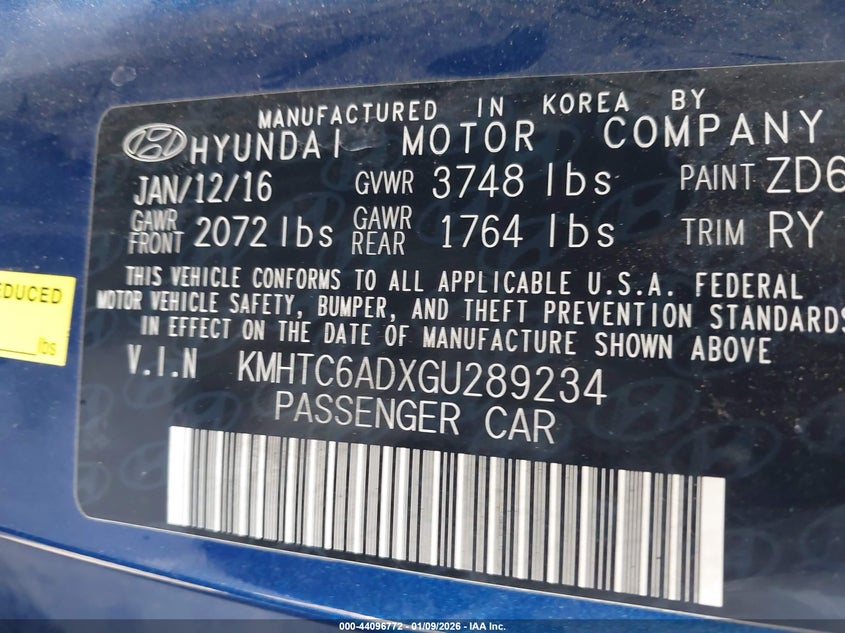 MANUFACTURED IN KOREA BY
HYUNDAI MOTOR COMPANY
JAN/12/16 GVWR 3748 lbs PAINT ZD6
GAWR FRONT 2072 lbs GAWR REAR 1764 lbs TRIM RY
THIS VEHICLE CONFORMS TO ALL APPLICABLE U.S.A. FEDERAL
MOTOR VEHICLE SAFETY, BUMPER, AND THEFT PREVENTION STANDARDS
IN EFFECT ON THE DATE OF MANUFACTURE SHOWN ABOVE
V.I.N KMHTC6ADXGU289234
PASSENGER CAR
EDUCED
lbs
000-44096772 - 01/09/2026 - IAA Inc.